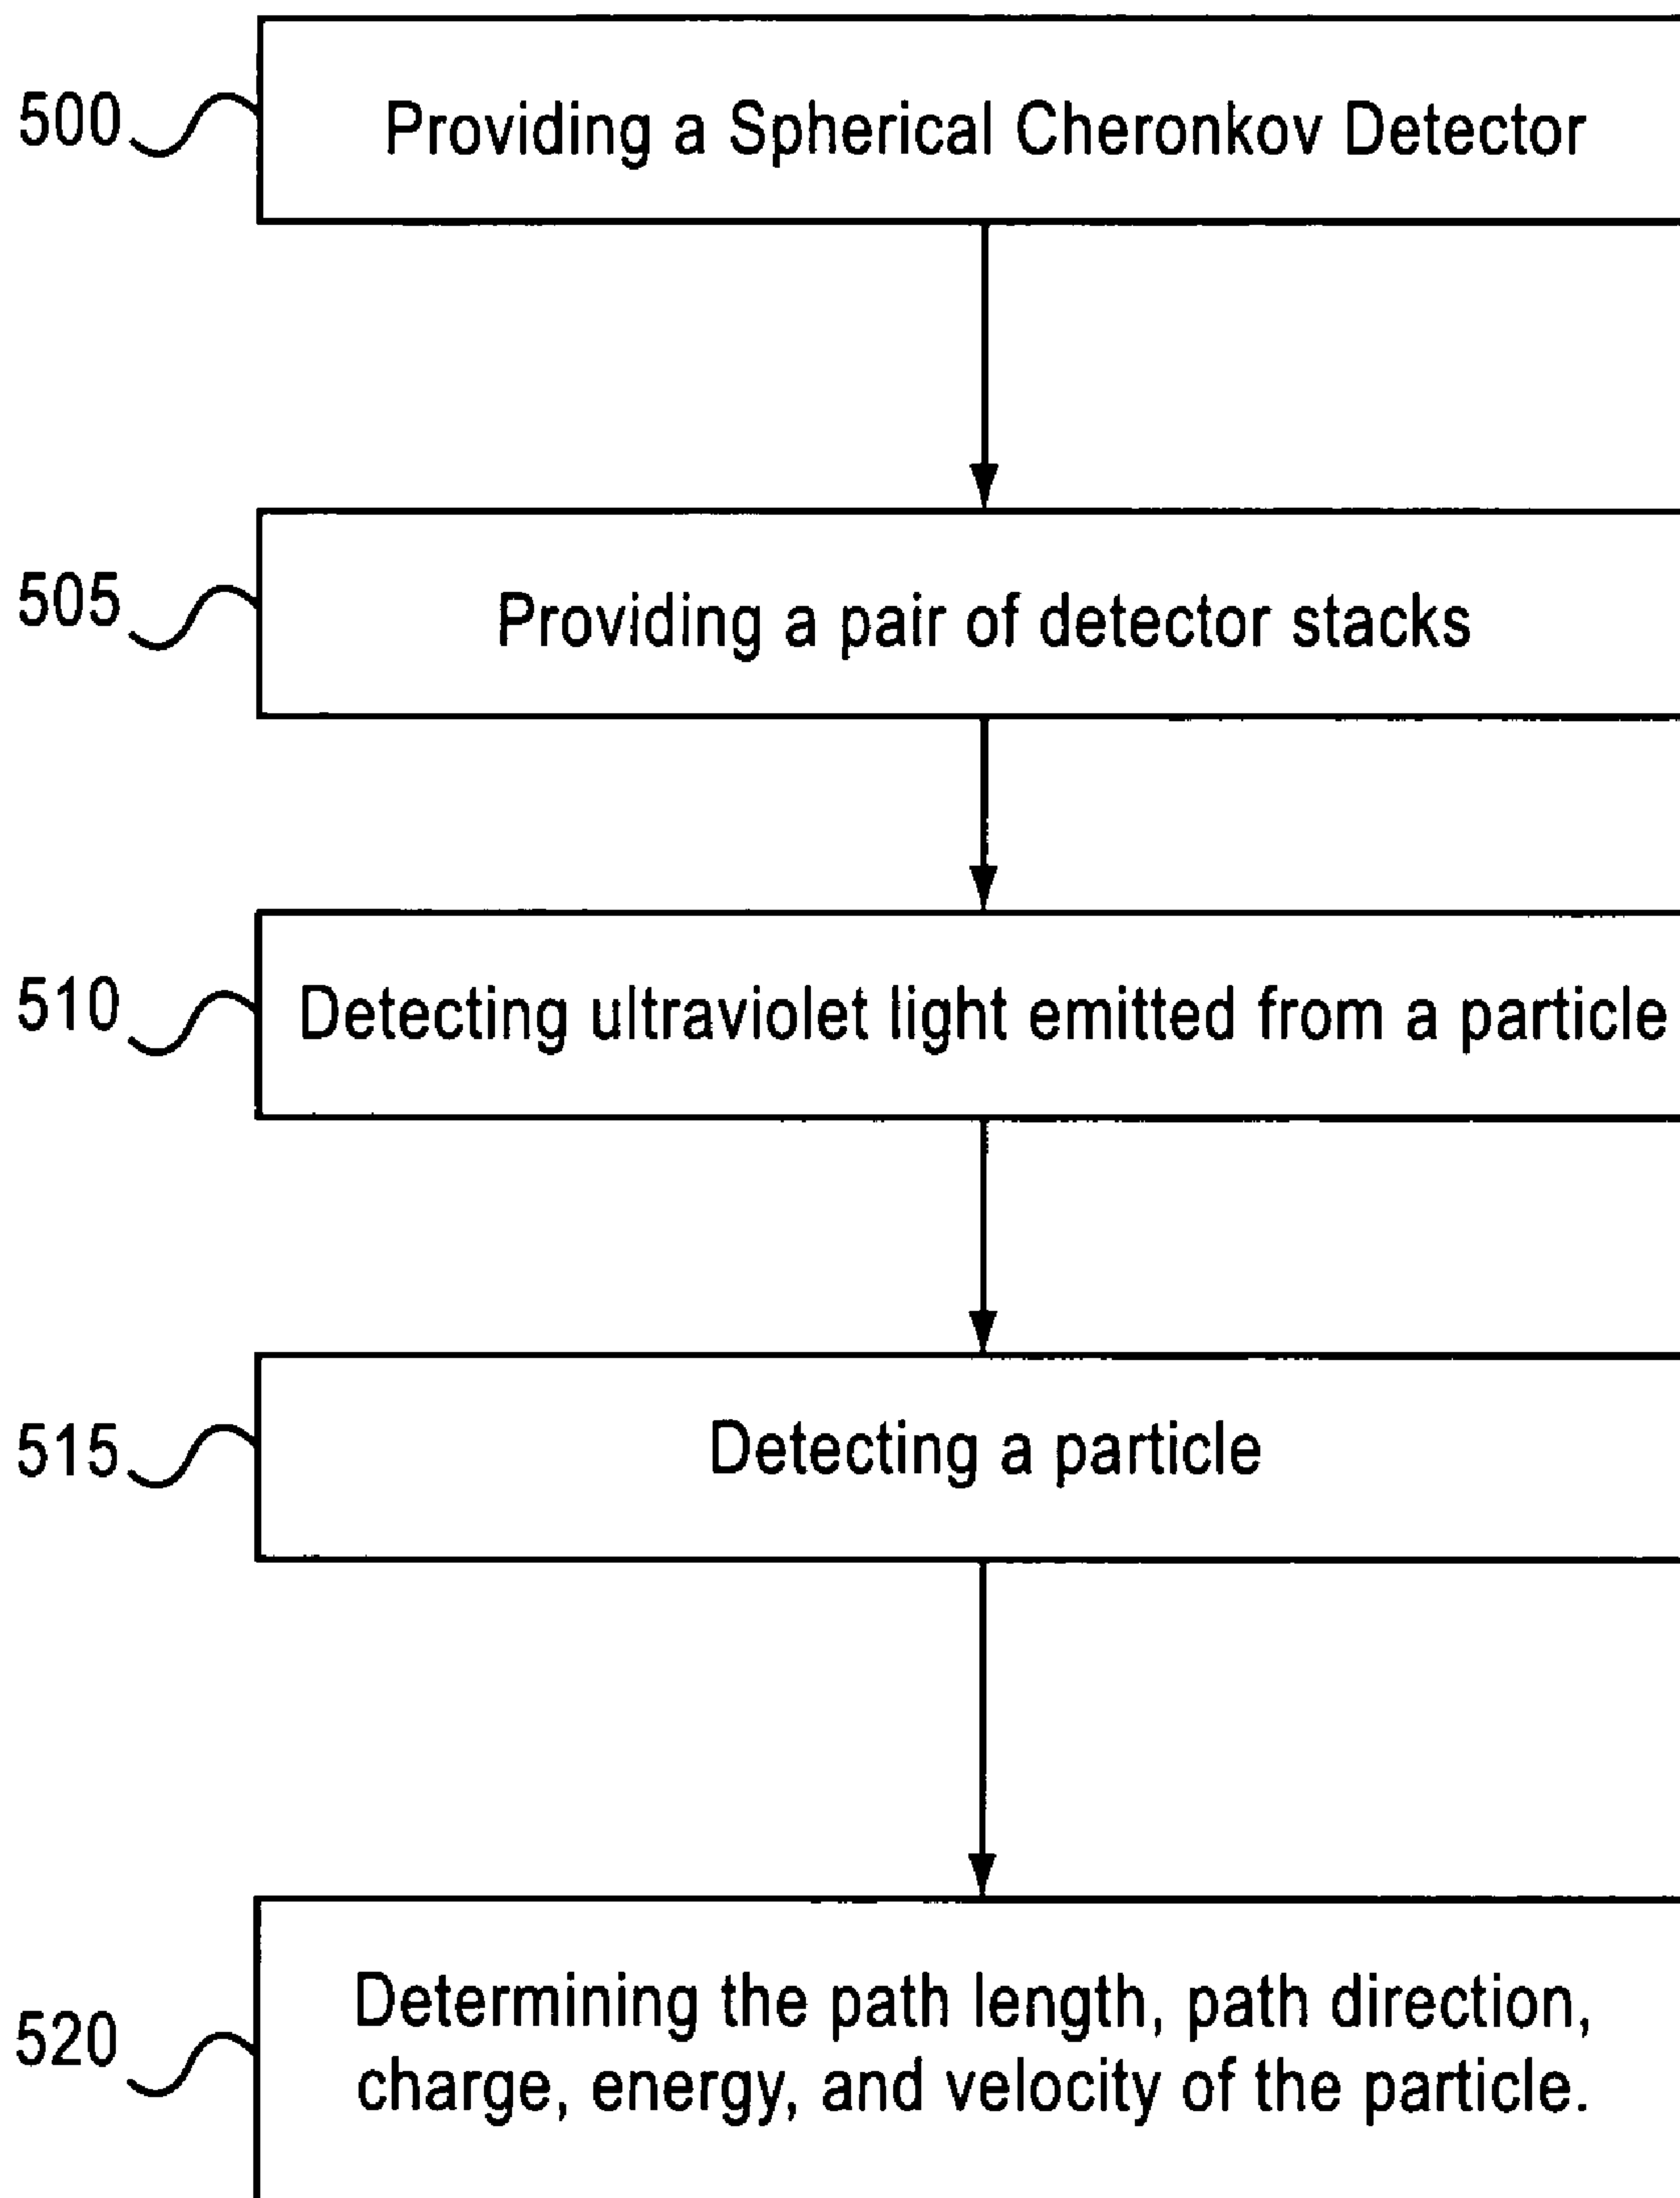 500
Providing a Spherical Cheronkov Detector
505
Providing a pair of detector stacks
510
Detecting ultraviolet light emitted from a particle
515
Detecting a particle
520
Determining the path length, path direction,
charge, energy, and velocity of the particle.